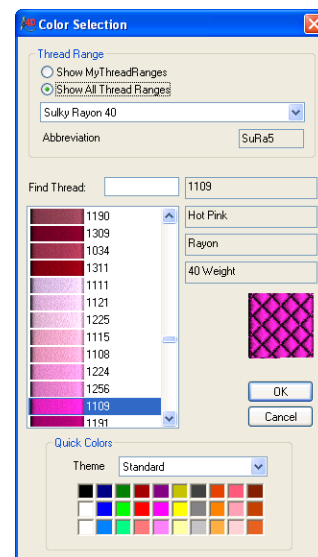 Color Selection
Thread Range
Show MyThreadRanges
Show All Thread Ranges
Sulky Rayon 40
Abbreviation
SuRa5
Find Thread:
1109
1190
Hot Pink
1309
1034
Rayon
1311
1111
40 Weight
1121
1225
1115
1108
1224
1256
OK
1109
Cancel
1191
Quick Colors
Theme
Standard